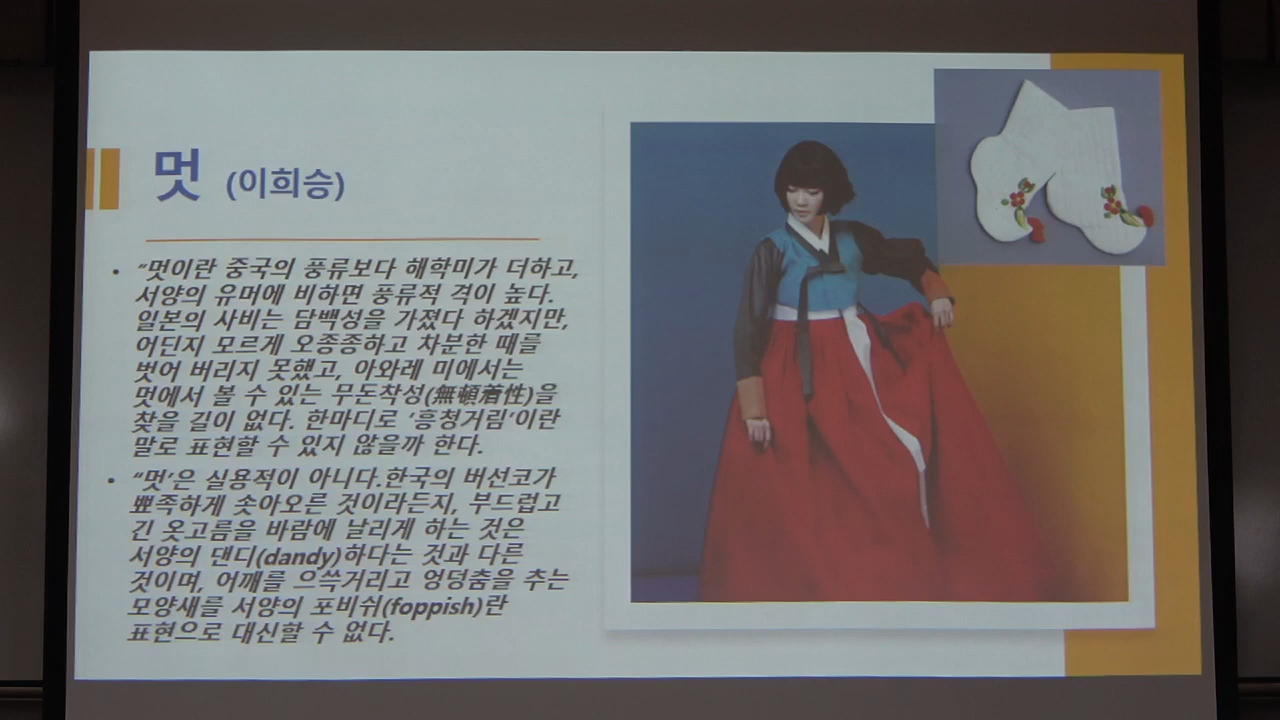 멋 (이희승)
• “멋이란 중국의 풍류보다 해학미가 더하고,
서양의 유머에 비하면 풍류적 격이 높다.
일본의 사비는 담백성을 가졌다 하겠지만,
어딘지 모르게 오종종하고 차분한 때를
벗어 버리지 못했고, 아와레 미에서는
멋에서 볼 수 있는 무돈착성(無頓着性)을
찾을 길이 없다. 한마디로 ‘흥청거림‘이란
말로 표현할 수 있지 않을까 한다.
• “멋’은 실용적이 아니다.한국의 버선코가
뾰족하게 솟아오른 것이라든지, 부드럽고
긴 옷고름을 바람에 날리게 하는 것은
서양의 댄디(dandy)하다는 것과 다른
것이며, 어깨를 으쓱거리고 엉덩춤을 추는
모양새를 서양의 포비쉬(foppish)란
표현으로 대신할 수 없다.